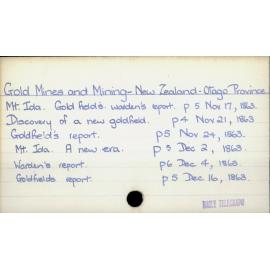 Gold Mines and Mining - New Zealand - Otago Province
Mt. Ida. Gold fields. warden's report. p 5 Nov 17, 1863.
Discovery of a new goldfield. p4 Nov 21, 1863
Goldfield's report. p5 Nov 24, 1863.
Mt. Ida. A new era. p 5 Dec 2, 1863.
Warden's report. p6 Dec 4, 1863.
Goldfields report. p 5 Dec 16, 1863.
DAILY TELEGRAPH